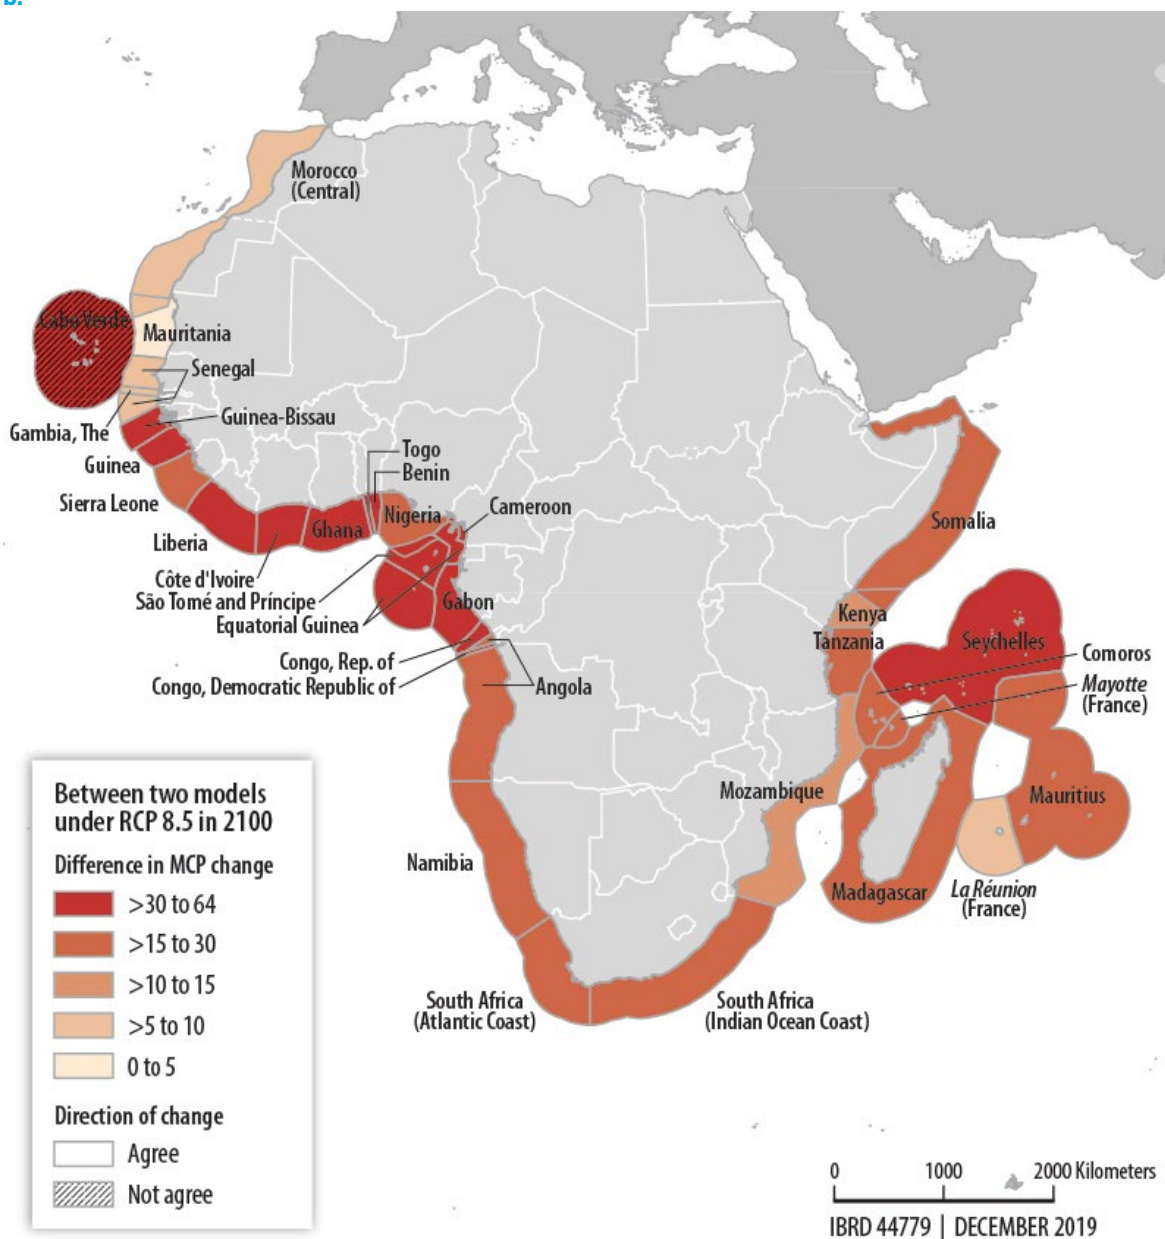 b.
Morocco
(Central)
Cabo Verde
Mauritania
Senegal
Guinea-Bissau
Gambia, The
Guinea
Togo
Benin
Sierra Leone
Ghana
Nigeria
Cameroon
Somalia
Liberia
Côte d'Ivoire
São Tomé and Príncipe
Gabon
Kenya
Equatorial Guinea
Tanzania
Seychelles
Congo, Rep. of
Comoros
Congo, Democratic Republic of
Angola
Mayotte
(France)
Mozambique
Mauritius
Namibia
Madagascar
La Réunion
(France)
South Africa
(Atlantic Coast)
South Africa
(Indian Ocean Coast)
Between two models
under RCP 8.5 in 2100
Difference in MCP change
>30 to 64
>15 to 30
>10 to 15
>5 to 10
0 to 5
Direction of change
Agree
Not agree
0 1000 2000 Kilometers
IBRD 44779 | DECEMBER 2019